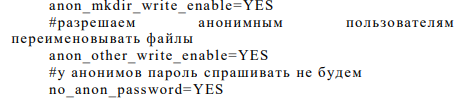 anon_mkdir_write_enable=YES
#разрешаем анонимным пользователям
переименовывать файлы
anon_other_write_enable=YES
#у анонимов пароль спрашивать не будем
no_anon_password=YES